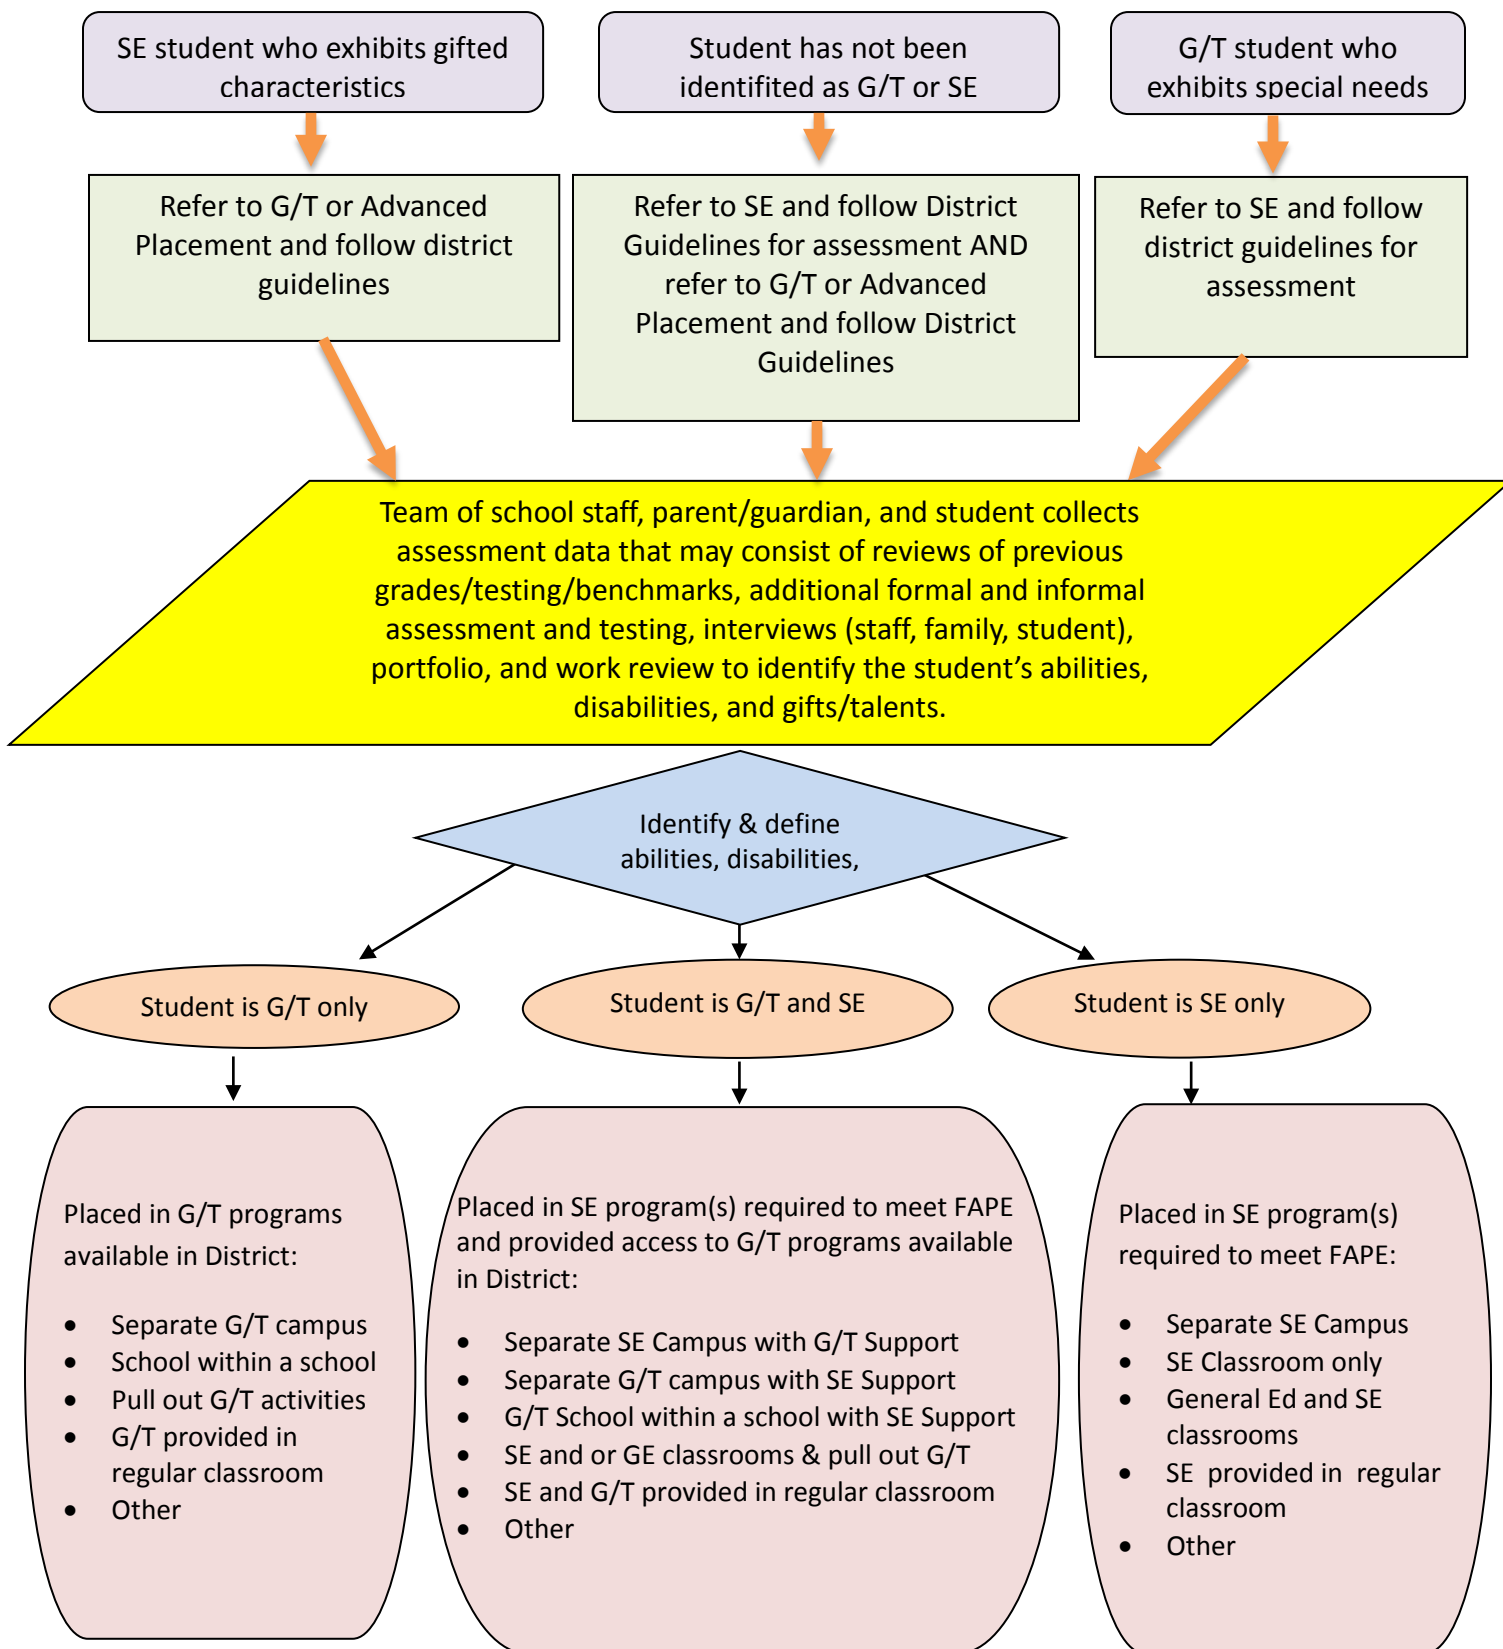 SE student who exhibits gifted
characteristics
Student has not been
identifited as G/T or SE
G/T student who
exhibits special needs
Refer to G/T or Advanced
Placement and follow district
guidelines
Refer to SE and follow District
Guidelines for assessment AND
refer to G/T or Advanced
Placement and follow District
Guidelines
Refer to SE and follow
district guidelines for
assessment
Team of school staff, parent/guardian, and student collects
assessment data that may consist of reviews of previous
grades/testing/benchmarks, additional formal and informal
assessment and testing, interviews (staff, family, student),
portfolio, and work review to identify the student’s abilities,
disabilities, and gifts/talents.
Identify & define
abilities, disabilities,
Student is G/T only
Student is G/T and SE
Student is SE only
Placed in G/T programs
available in District:
• Separate G/T campus
• School within a school
• Pull out G/T activities
• G/T provided in
regular classroom
• Other
Placed in SE program(s) required to meet FAPE
and provided access to G/T programs available
in District:
• Separate SE Campus with G/T Support
• Separate G/T campus with SE Support
• G/T School within a school with SE Support
• SE and or GE classrooms & pull out G/T
• SE and G/T provided in regular classroom
• Other
Placed in SE program(s)
required to meet FAPE:
• Separate SE Campus
• SE Classroom only
• General Ed and SE
classrooms
• SE provided in regular
classroom
• Other